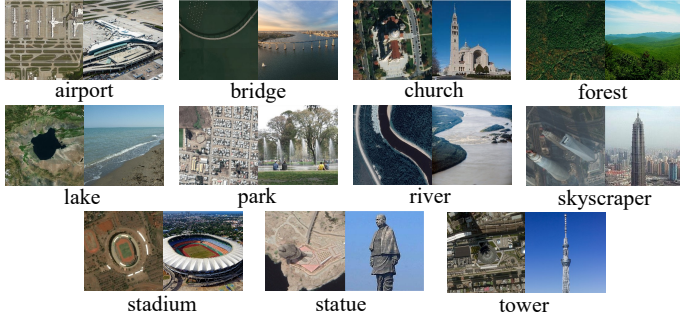 airport
bridge
church
forest
lake
park
river
skyscraper
stadium
statue
tower